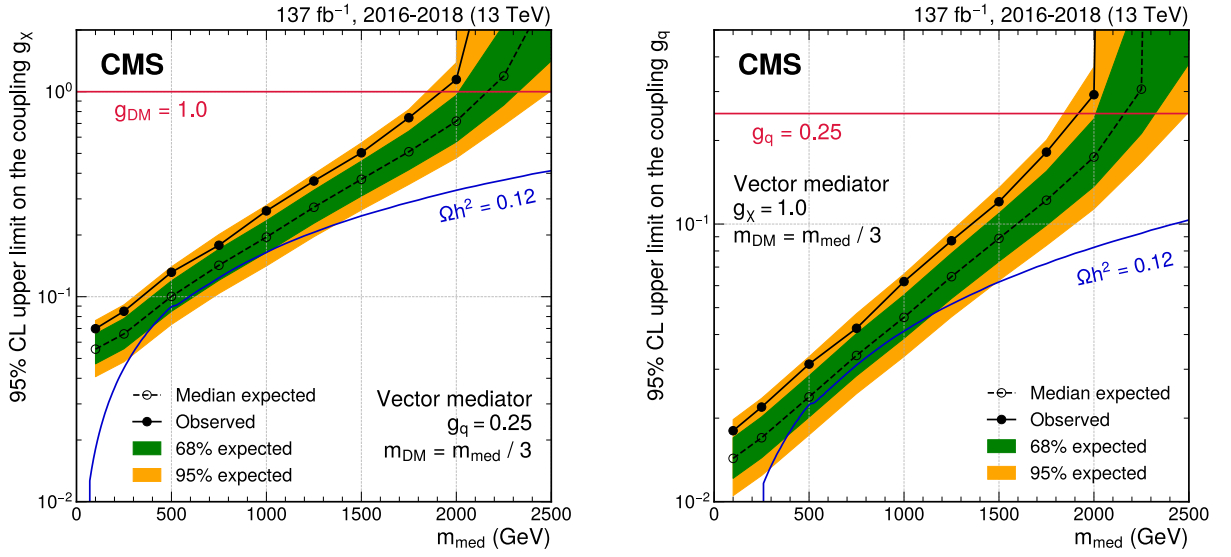 137 fb⁻¹, 2016-2018 (13 TeV)
CMS
g_DM = 1.0
Ωh² = 0.12
Median expected
Observed
68% expected
95% expected
Vector mediator
g_q = 0.25
m_DM = m_med / 3
95% CL upper limit on the coupling g_χ
10⁰
10⁻¹
10⁻²
0 500 1000 1500 2000 2500
m_med (GeV)
137 fb⁻¹, 2016-2018 (13 TeV)
CMS
g_q = 0.25
Vector mediator
g_χ = 1.0
m_DM = m_med / 3
Ωh² = 0.12
Median expected
Observed
68% expected
95% expected
95% CL upper limit on the coupling g_q
10⁻¹
10⁻²
0 500 1000 1500 2000 2500
m_med (GeV)